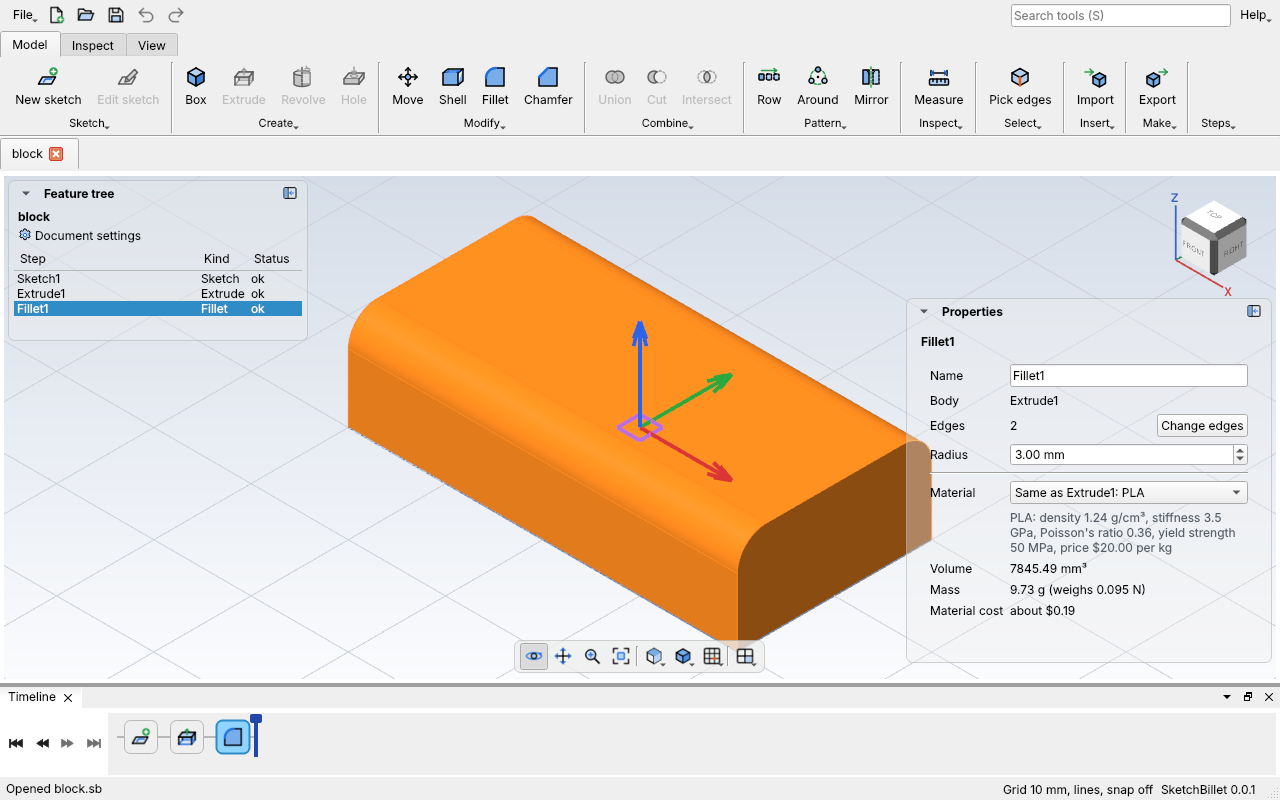 File
Search tools (S)
Help
Model
Inspect
View
New sketch
Edit sketch
Box
Extrude
Revolve
Hole
Move
Shell
Fillet
Chamfer
Union
Cut
Intersect
Row
Around
Mirror
Measure
Pick edges
Import
Export
Sketch
Create
Modify
Combine
Pattern
Inspect
Select
Insert
Make
Steps
block
Feature tree
block
Document settings
Step Kind Status
Sketch1 Sketch ok
Extrude1 Extrude ok
Fillet1 Fillet ok
Z
TOP
FRONT
RIGHT
X
Properties
Fillet1
Name Fillet1
Body Extrude1
Edges 2 Change edges
Radius 3.00 mm
Material Same as Extrude1: PLA
PLA: density 1.24 g/cm³, stiffness 3.5
GPa, Poisson's ratio 0.36, yield strength
50 MPa, price $20.00 per kg
Volume 7845.49 mm³
Mass 9.73 g (weighs 0.095 N)
Material cost about $0.19
Timeline
Opened block.sb
Grid 10 mm, lines, snap off SketchBillet 0.0.1